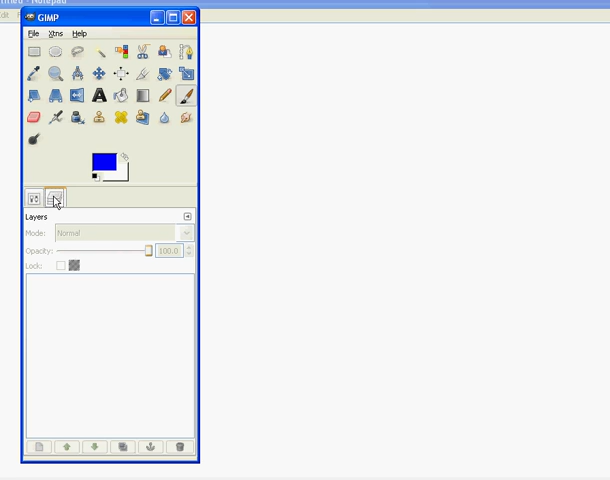 Untitled - Notepad
GIMP
File Xtns Help
Layers
Mode: Normal
Opacity: 100.0
Lock: